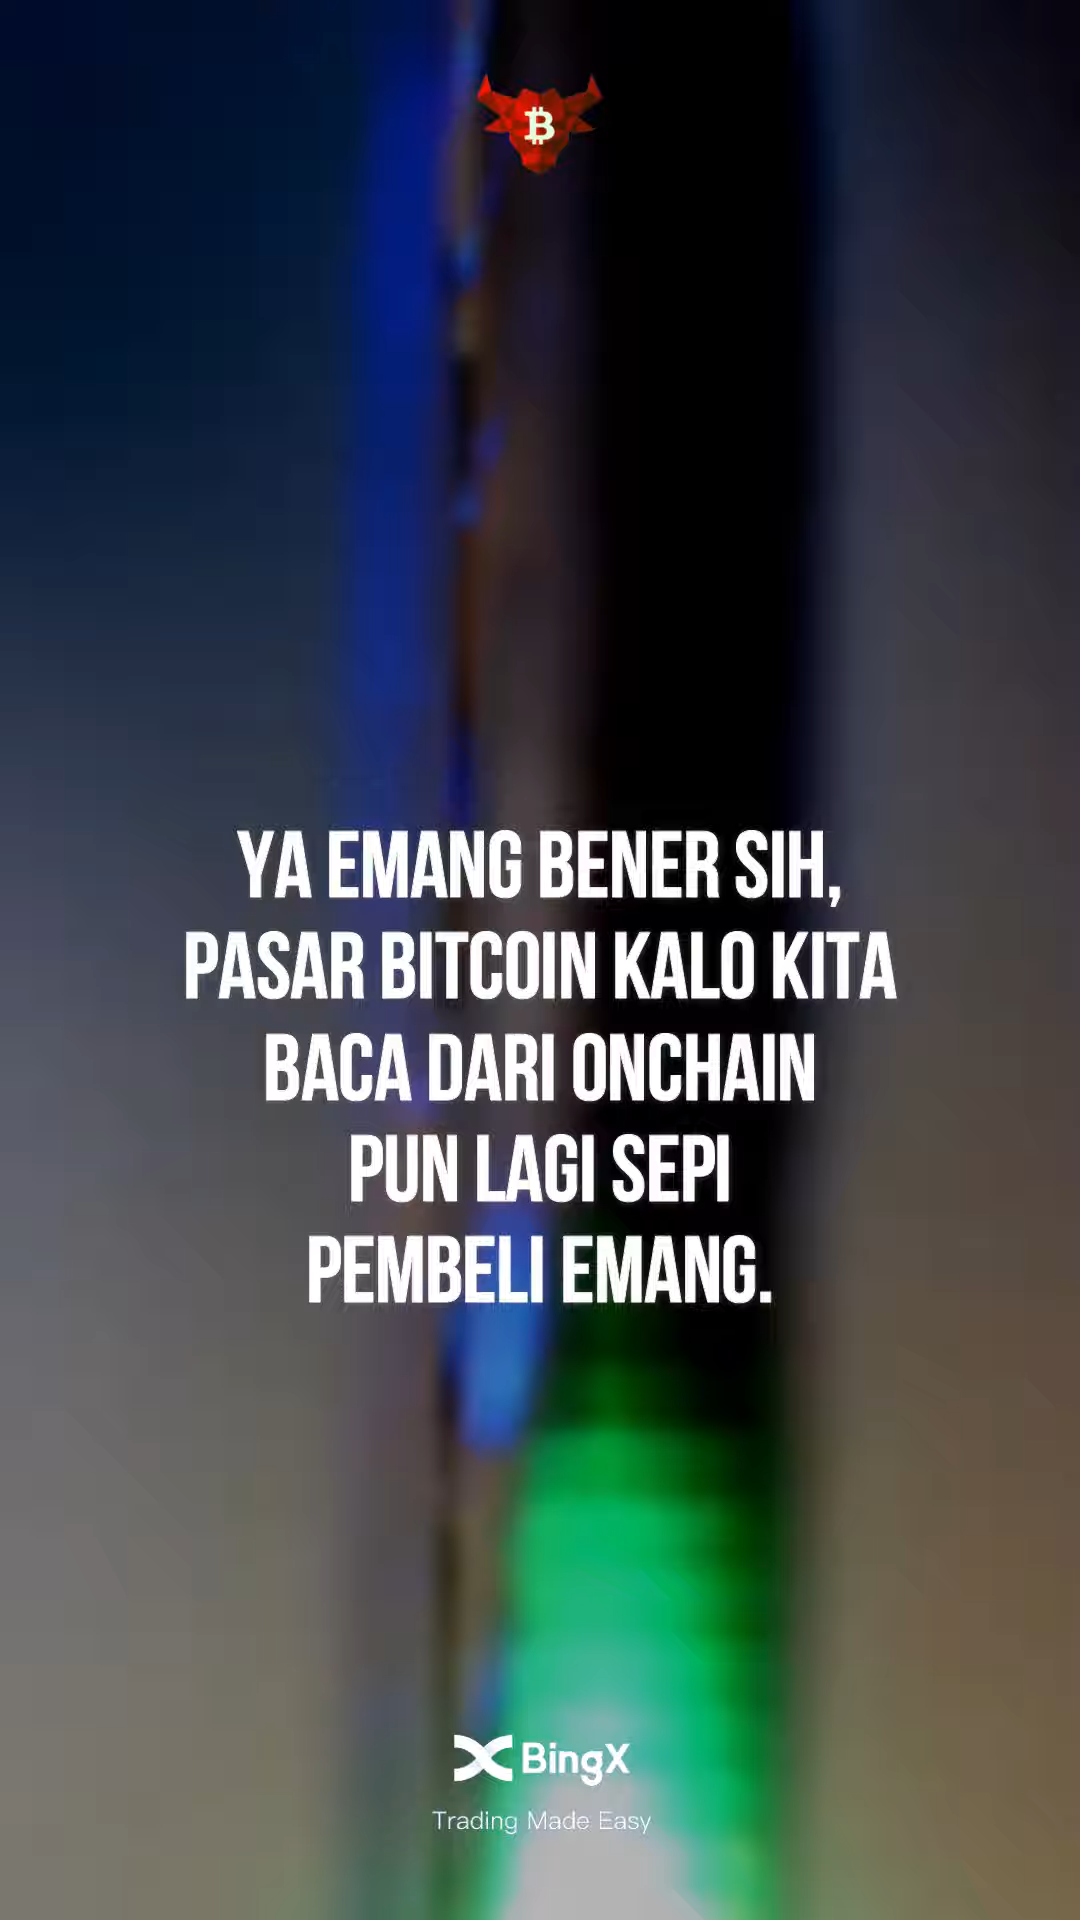 ₿
YA EMANG BENER SIH,
PASAR BITCOIN KALO KITA
BACA DARI ONCHAIN
PUN LAGI SEPI
PEMBELI EMANG.
BingX
Trading Made Easy